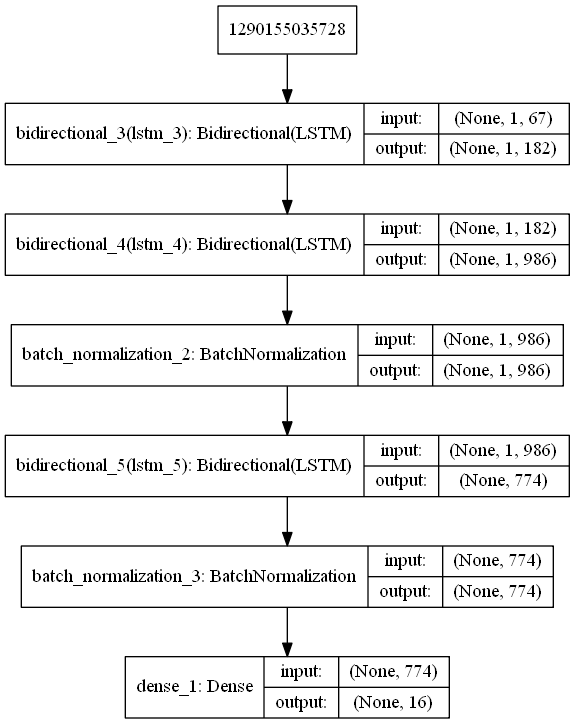 1290155035728
bidirectional_3(lstm_3): Bidirectional(LSTM)
input: (None, 1, 67)
output: (None, 1, 182)
bidirectional_4(lstm_4): Bidirectional(LSTM)
input: (None, 1, 182)
output: (None, 1, 986)
batch_normalization_2: BatchNormalization
input: (None, 1, 986)
output: (None, 1, 986)
bidirectional_5(lstm_5): Bidirectional(LSTM)
input: (None, 1, 986)
output: (None, 774)
batch_normalization_3: BatchNormalization
input: (None, 774)
output: (None, 774)
dense_1: Dense
input: (None, 774)
output: (None, 16)